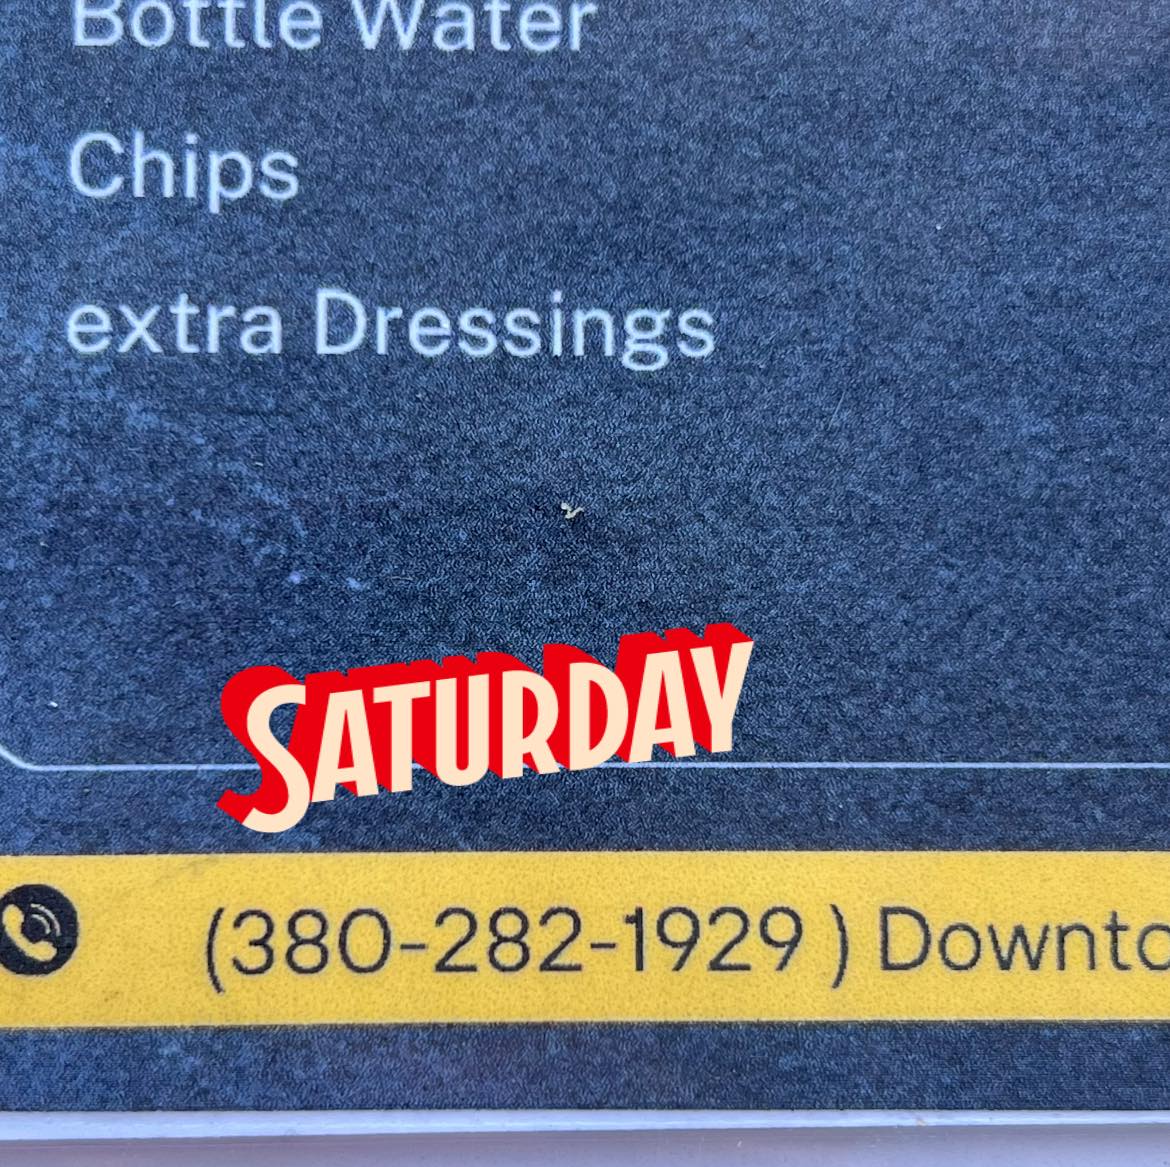 Bottle Water
Chips
extra Dressings
SATURDAY
(380-282-1929 ) Downto